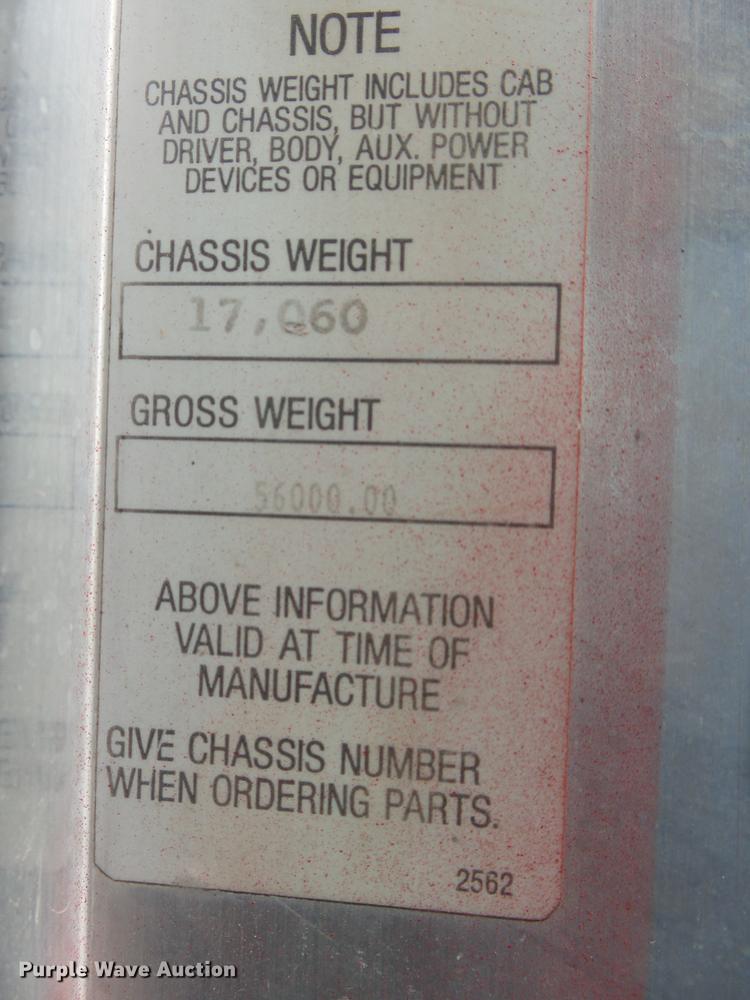 NOTE
CHASSIS WEIGHT INCLUDES CAB
AND CHASSIS, BUT WITHOUT
DRIVER, BODY, AUX. POWER
DEVICES OR EQUIPMENT
CHASSIS WEIGHT
17,060
GROSS WEIGHT
56000.00
ABOVE INFORMATION
VALID AT TIME OF
MANUFACTURE
GIVE CHASSIS NUMBER
WHEN ORDERING PARTS.
2562
Purple Wave Auction